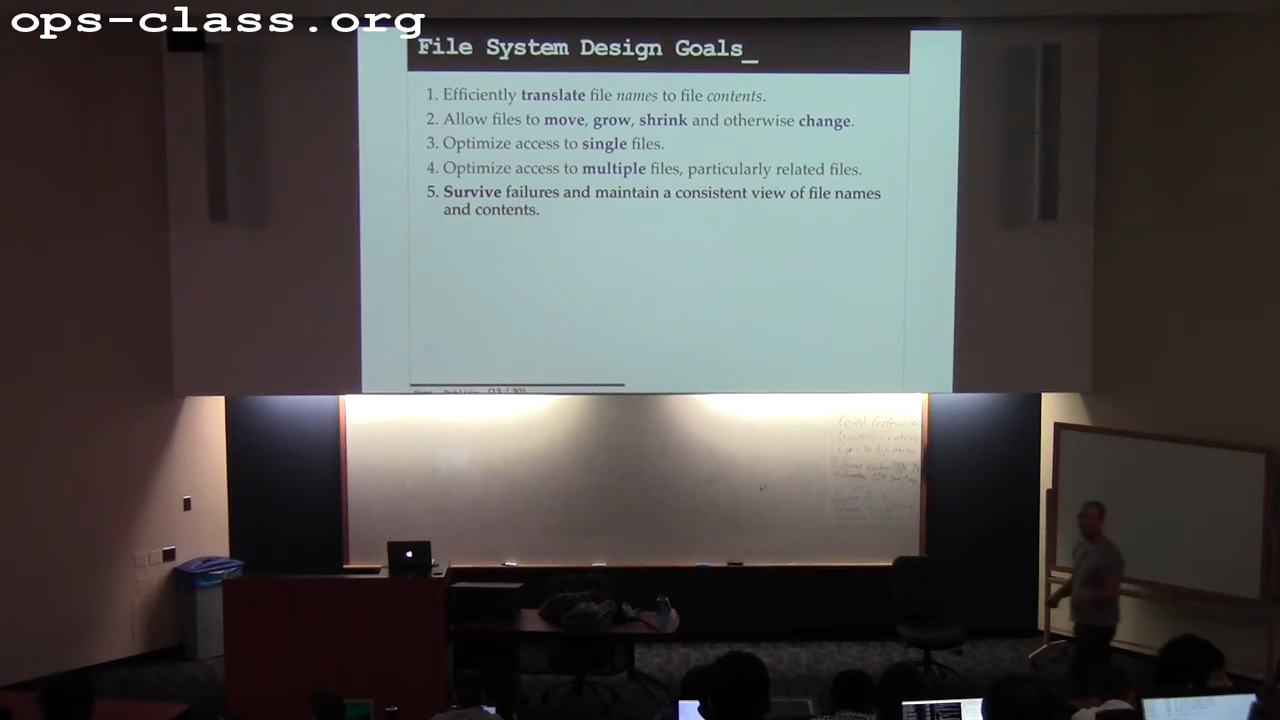 ops-class.org
File System Design Goals_
1. Efficiently translate file names to file contents.
2. Allow files to move, grow, shrink and otherwise change.
3. Optimize access to single files.
4. Optimize access to multiple files, particularly related files.
5. Survive failures and maintain a consistent view of file names
and contents.